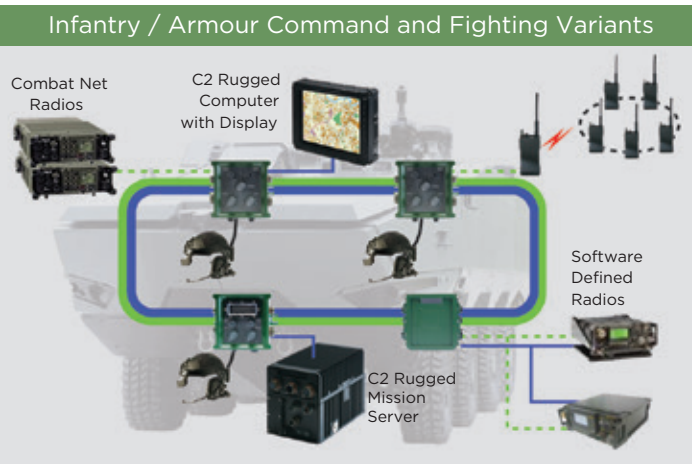 Infantry / Armour Command and Fighting Variants
Combat Net
Radios
C2 Rugged
Computer
with Display
Software
Defined
Radios
C2 Rugged
Mission
Server